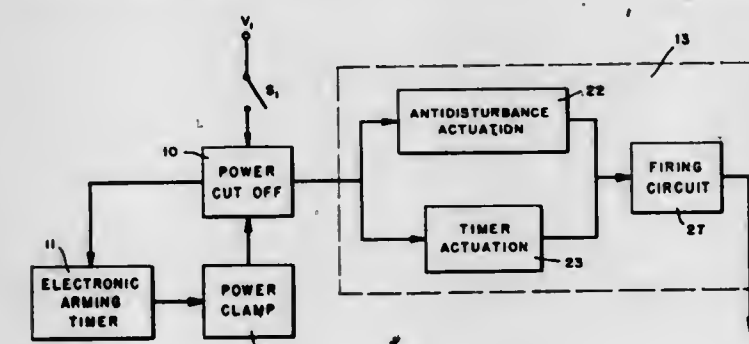 V₁
13
S₁
22
ANTIDISTURBANCE
ACTUATION
10
POWER
CUT OFF
FIRING
CIRCUIT
27
TIMER
ACTUATION
23
11
ELECTRONIC
ARMING
TIMER
POWER
CLAMP